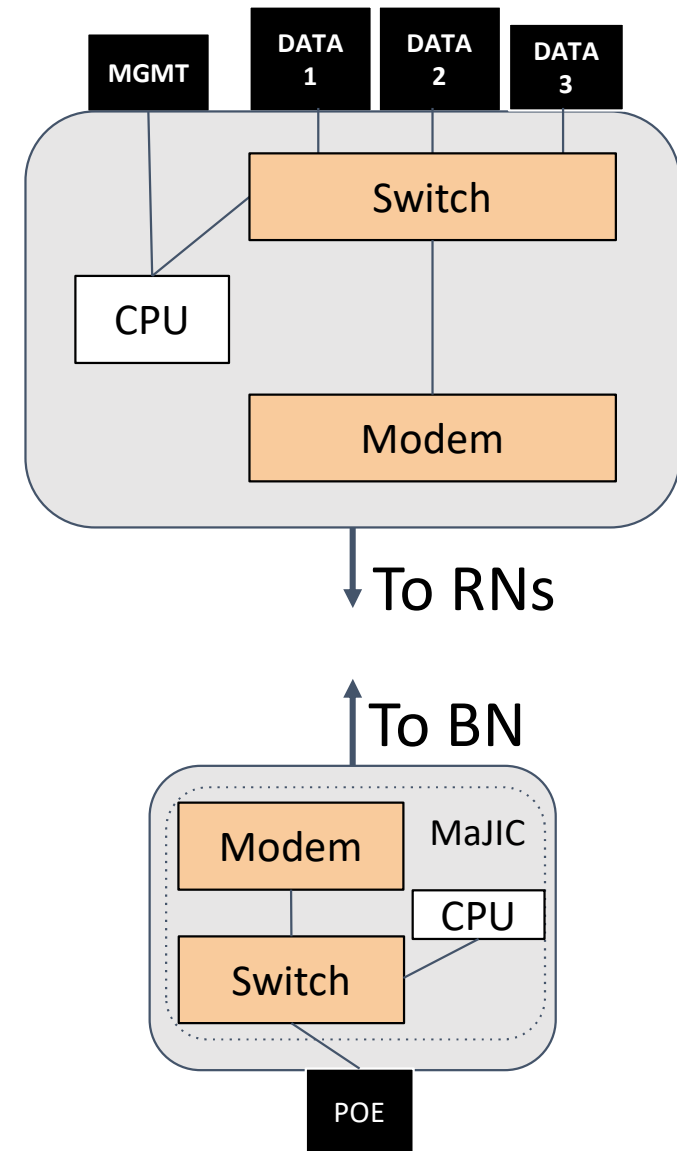 MGMT
DATA
1
DATA
2
DATA
3
Switch
CPU
Modem
To RNs
To BN
Modem
MaJIC
CPU
Switch
POE